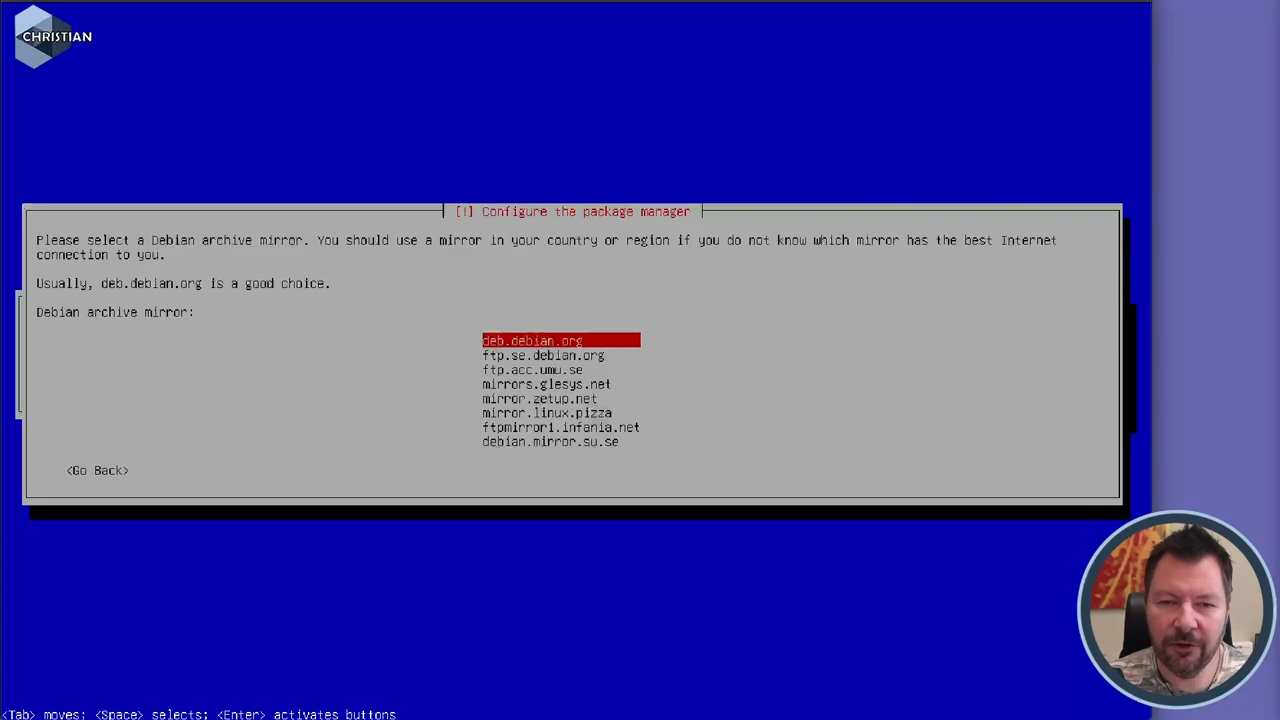 CHRISTIAN
[!] Configure the package manager
Please select a Debian archive mirror. You should use a mirror in your country or region if you do not know which mirror has the best Internet
connection to you.
Usually, deb.debian.org is a good choice.
Debian archive mirror:
deb.debian.org
ftp.se.debian.org
ftp.acc.umu.se
mirrors.glesys.net
mirror.zetup.net
mirror.linux.pizza
ftpmirror1.infania.net
debian.mirror.su.se
<Go Back>
<Tab> moves; <Space> selects; <Enter> activates buttons